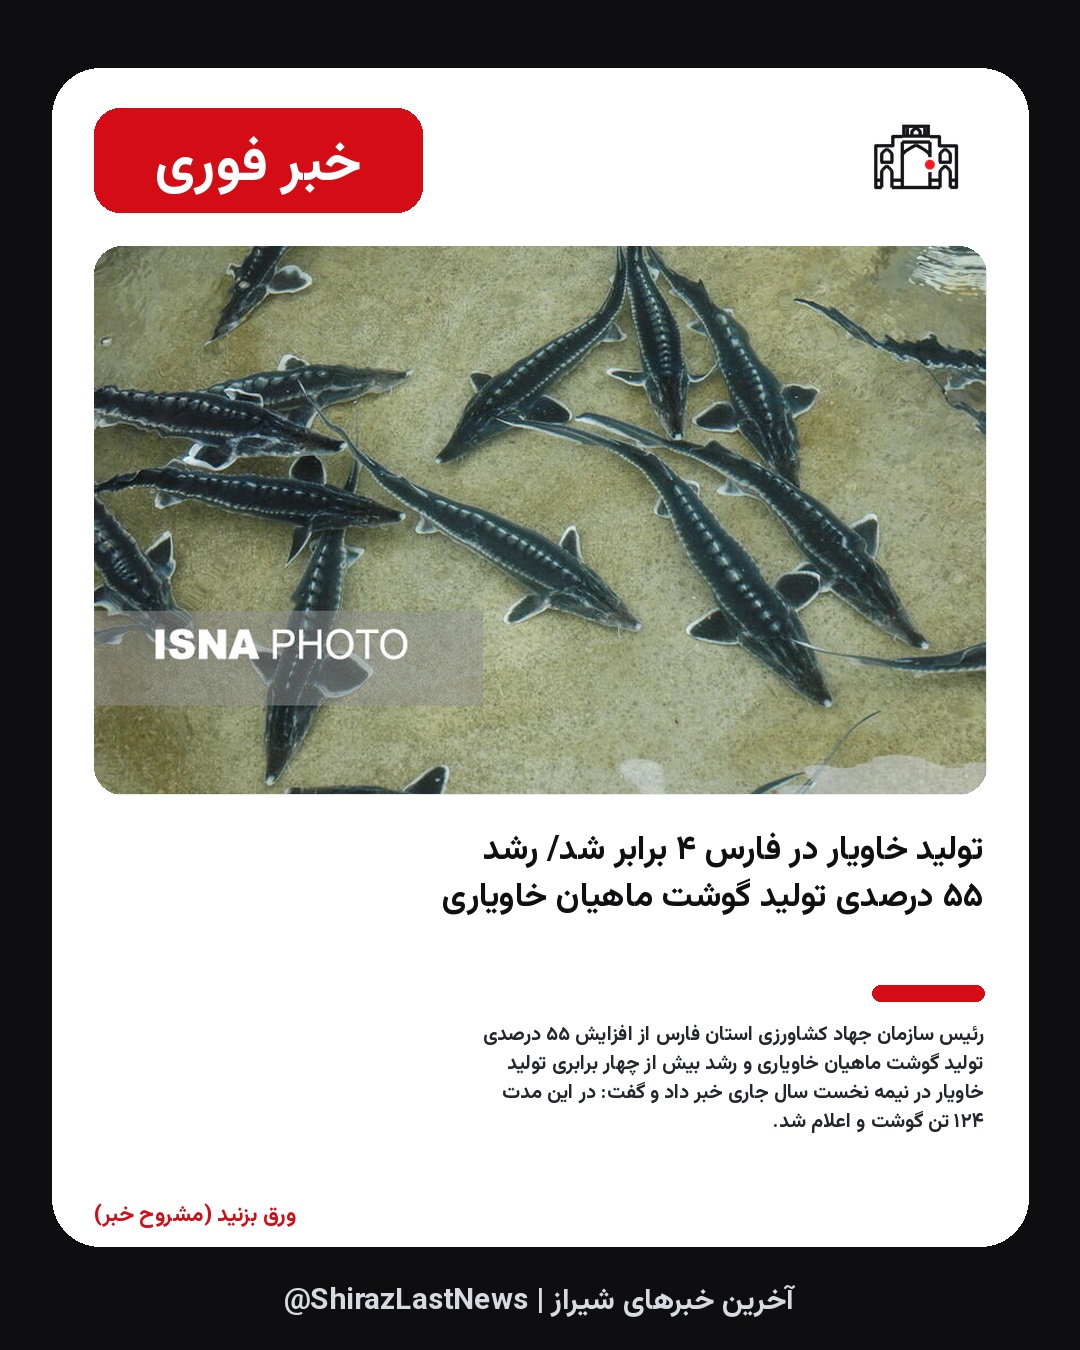 خبر فوری
ISNA PHOTO
تولید خاویار در فارس ۴ برابر شد/ رشد
۵۵ درصدی تولید گوشت ماهیان خاویاری
رئیس سازمان جهاد کشاورزی استان فارس از افزایش ۵۵ درصدی
تولید گوشت ماهیان خاویاری و رشد بیش از چهار برابری تولید
خاویار در نیمه نخست سال جاری خبر داد و گفت: در این مدت
۱۲۴ تن گوشت و اعلام شد.
ورق بزنید (مشروح خبر)
آخرین خبرهای شیراز | @ShirazLastNews